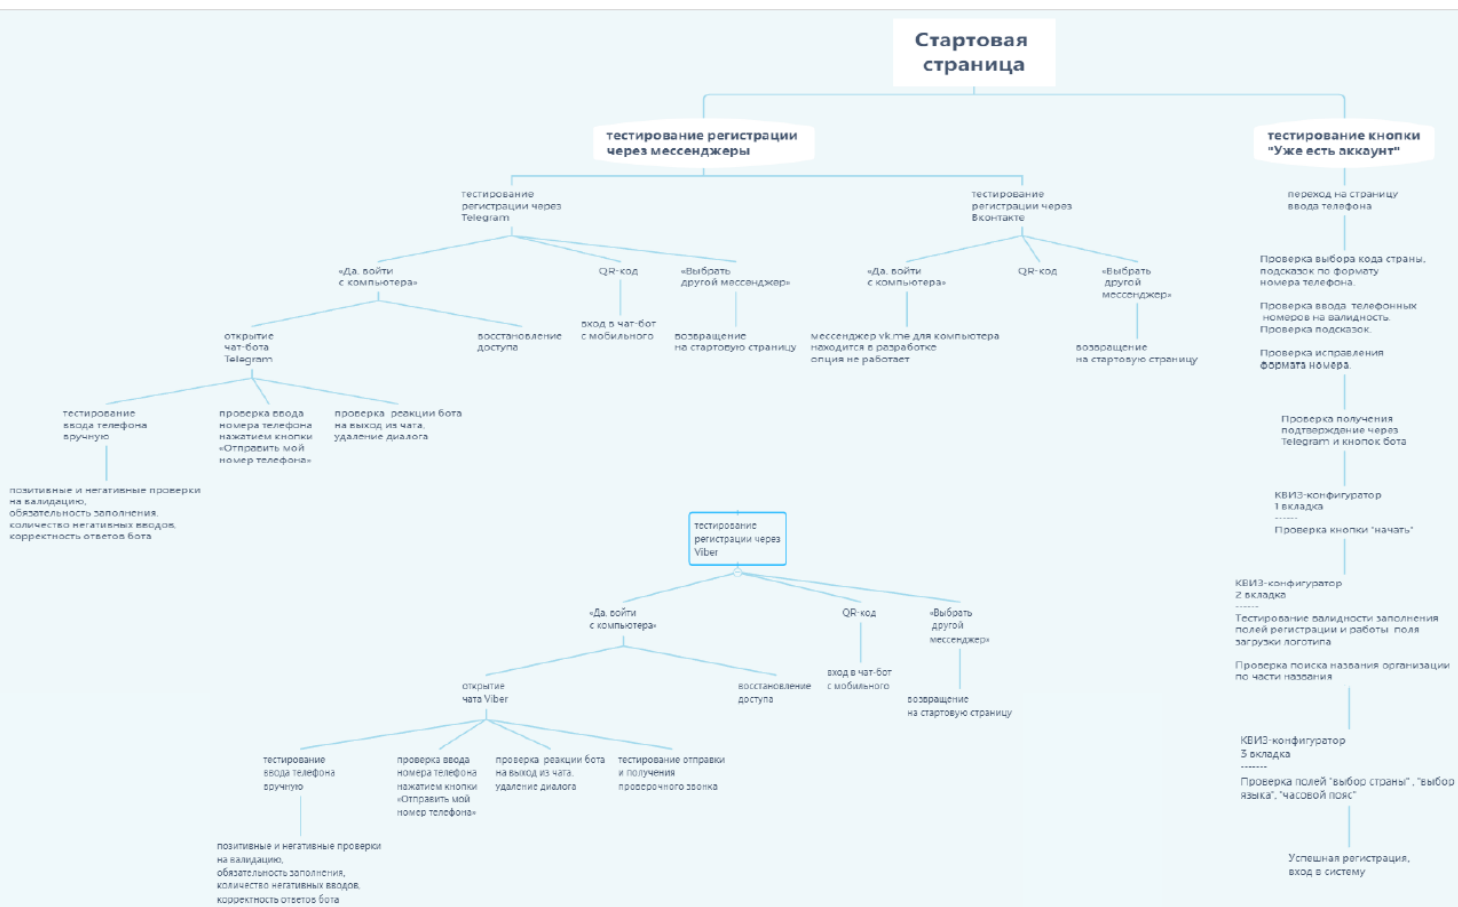 Стартовая
страница
тестирование регистрации
через мессенджеры
тестирование кнопки
"Уже есть аккаунт"
тестирование
регистрации через
Telegram
тестирование
регистрации через
Вконтакте
переход на страницу
ввода телефона
«Да, войти
с компьютера»
QR-код
«Выбрать
другой мессенджер»
«Да, войти
с компьютера»
QR-код
«Выбрать
другой
мессенджер»
Проверка выбора кода страны,
подсказок по формату
номера телефона.
Проверка ввода телефонных
номеров на валидность.
Проверка подсказок.
Проверка исправления
формата номера.
открытие
чат-бота
Telegram
восстановление
доступа
вход в чат-бот
с мобильного
возвращение
на стартовую страницу
мессенджер vk.me для компьютера
находится в разработке
опция не работает
возвращение
на стартовую страницу
тестирование
ввода телефона
вручную
проверка ввода
номера телефона
нажатием кнопки
«Отправить мой
номер телефона»
проверка реакции бота
на выход из чата,
удаление диалога
Проверка получения
подтверждение через
Telegram и кнопок бота
позитивные и негативные проверки
на валидацию,
обязательность заполнения,
количество негативных вводов,
корректность ответов бота
КВИЗ-конфигуратор
1 вкладка
------
Проверка кнопки "начать"
тестирование
регистрации через
Viber
КВИЗ-конфигуратор
2 вкладка
------
Тестирование валидности заполнения
полей регистрации и работы поля
загрузки логотипа
Проверка поиска названия организации
по части названия
«Да, войти
с компьютера»
QR-код
«Выбрать
другой
мессенджер»
открытие
чата Viber
восстановление
доступа
вход в чат-бот
с мобильного
возвращение
на стартовую страницу
КВИЗ-конфигуратор
3 вкладка
-------
Проверка полей "выбор страны" , "выбор
языка", "часовой пояс"
тестирование
ввода телефона
вручную
проверка ввода
номера телефона
нажатием кнопки
«Отправить мой
номер телефона»
проверка реакции бота
на выход из чата,
удаление диалога
тестирование отправки
и получения
проверочного звонка
позитивные и негативные проверки
на валидацию,
обязательность заполнения,
количество негативных вводов,
корректность ответов бота
Успешная регистрация,
вход в систему